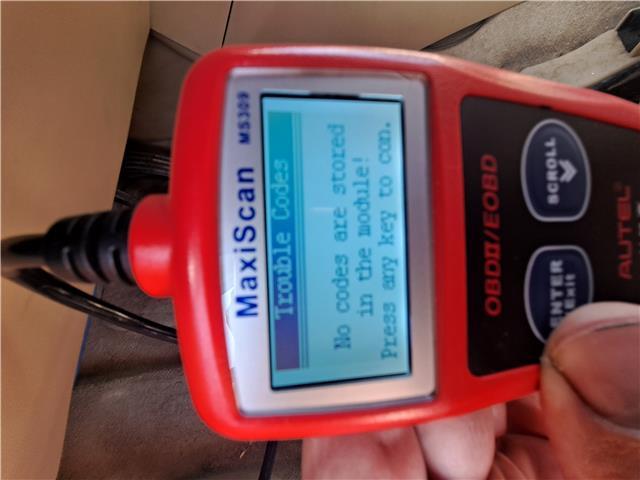 MaxiScan MS309
Trouble Codes
No codes are stored
in the module!
Press any key to con.
OBDII/EOBD
SCROLL
ENTER
Exit
AUTEL